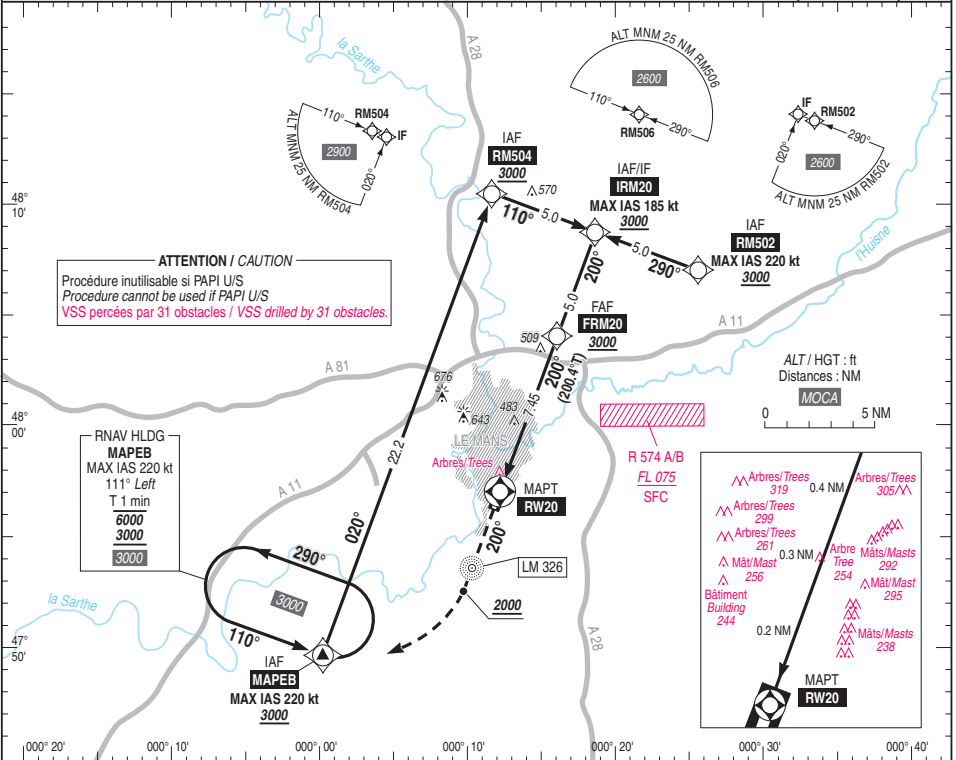 la Sarthe
A 28
ALT MNM 25 NM RM506
2600
110°
290°
RM506
RM504
IF
110°
020°
2900
ALT MNM 25 NM RM504
IF
RM502
290°
020°
2600
ALT MNM 25 NM RM502
l'Huisne
IAF
RM504
3000
570
IAF/IF
IRM20
MAX IAS 185 kt
3000
110°
5.0
5.0
290°
IAF
RM502
MAX IAS 220 kt
3000
48°
10'
200°
5.0
ATTENTION / CAUTION
Procédure inutilisable si PAPI U/S
Procedure cannot be used if PAPI U/S
VSS percées par 31 obstacles / VSS drilled by 31 obstacles.
FAF
FRM20
3000
509
A 11
A 81
200°
(200.4°T)
7.45
676
643
483
LE MANS
ALT / HGT : ft
Distances : NM
MOCA
0 5 NM
48°
00'
RNAV HLDG
MAPEB
MAX IAS 220 kt
111° Left
T 1 min
6000
3000
3000
A 11
22.2
020°
Arbres/Trees
MAPT
RW20
200°
R 574 A/B
FL 075
SFC
LM 326
2000
290°
3000
110°
la Sarthe
IAF
MAPEB
MAX IAS 220 kt
3000
47°
50'
A 28
0.4 NM
0.3 NM
0.2 NM
Arbres/Trees
319
Arbres/Trees
299
Arbres/Trees
261
Mât/Mast
256
Bâtiment
Building
244
Arbres/Trees
305
Arbre
Tree
254
Mâts/Masts
292
Mât/Mast
295
Mâts/Masts
238
MAPT
RW20
000° 20'
000° 10'
000° 00'
000° 10'
000° 20'
000° 30'
000° 40'